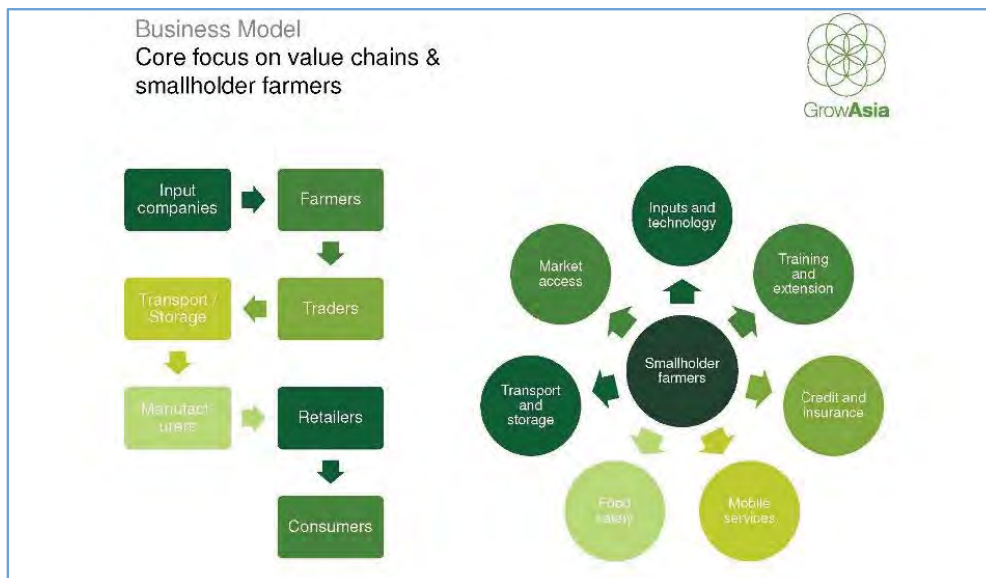 Business Model
Core focus on value chains &
smallholder farmers
GrowAsia
Input
companies
Farmers
Transport /
Storage
Traders
Manufact
urers
Retailers
Consumers
Inputs and
technology
Market
access
Training
and
extension
Smallholder
farmers
Transport
and
storage
Credit and
insurance
Food
safety
Mobile
services